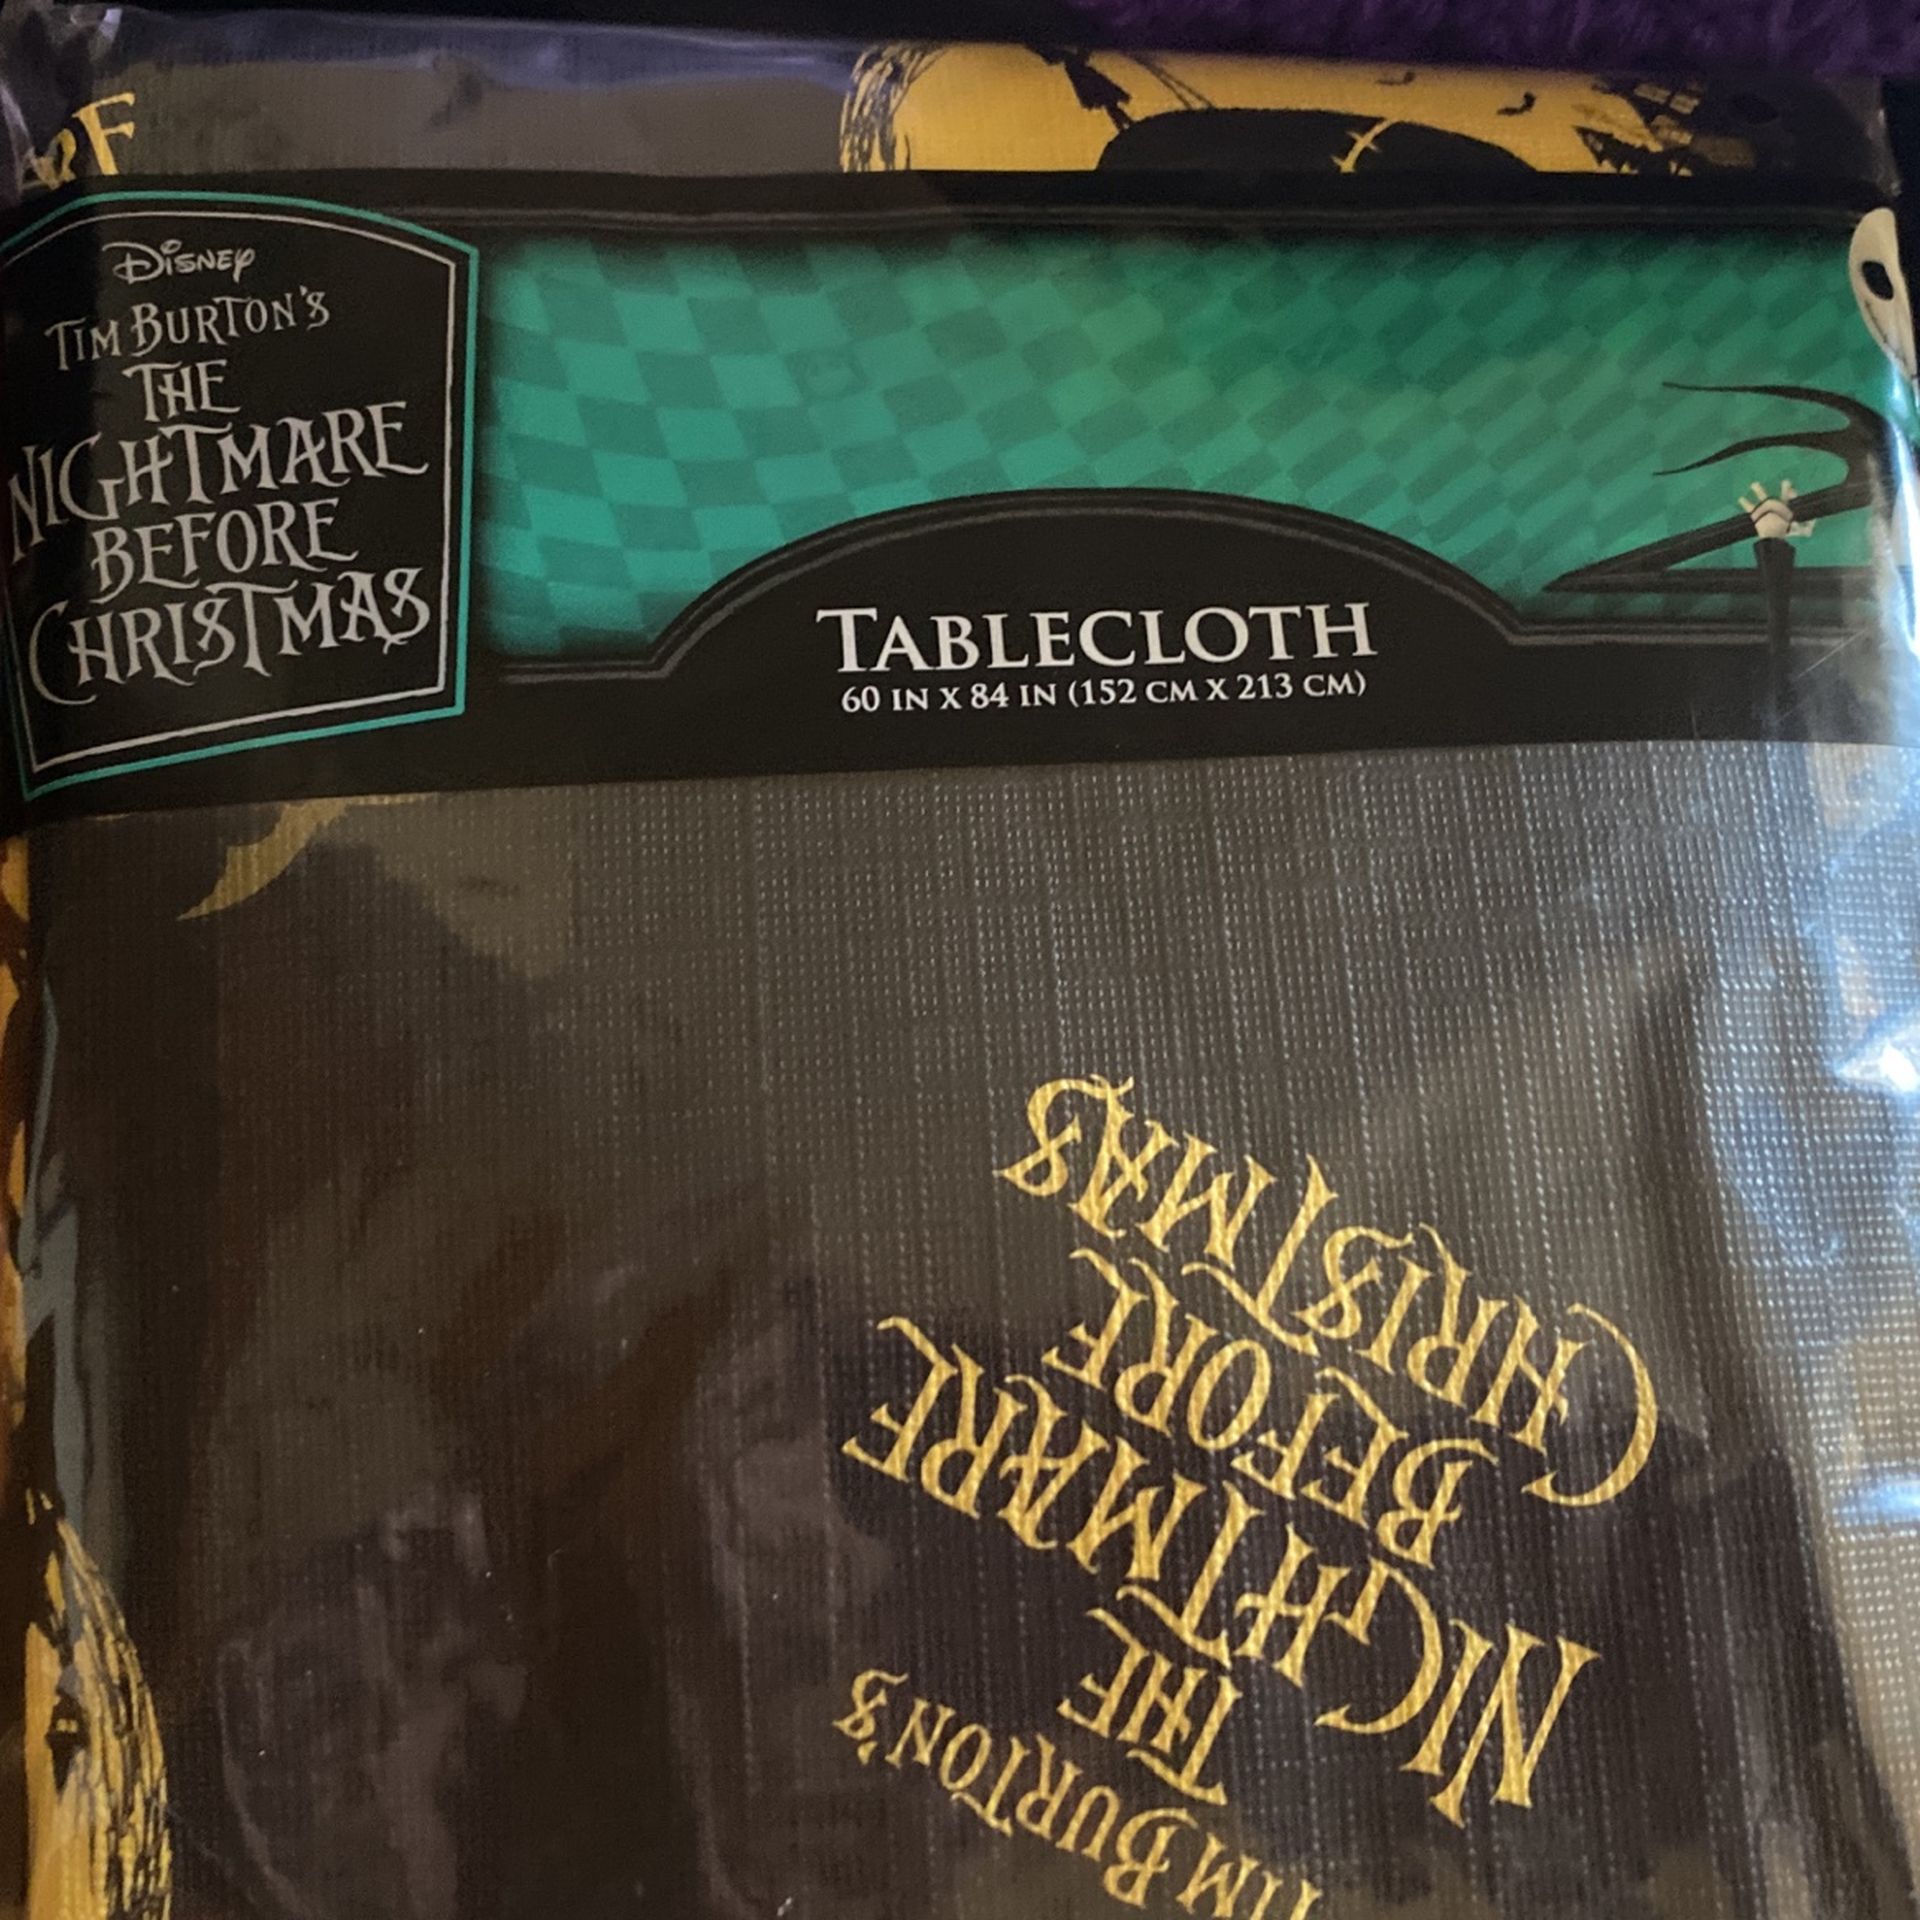 RE
DISNEY
TIM BURTON'S
THE
NIGHTMARE
BEFORE
CHRISTMAS
TABLECLOTH
60 IN X 84 IN (152 CM X 213 CM)
TIM BURTON'S
THE
NIGHTMARE
BEFORE
CHRISTMAS